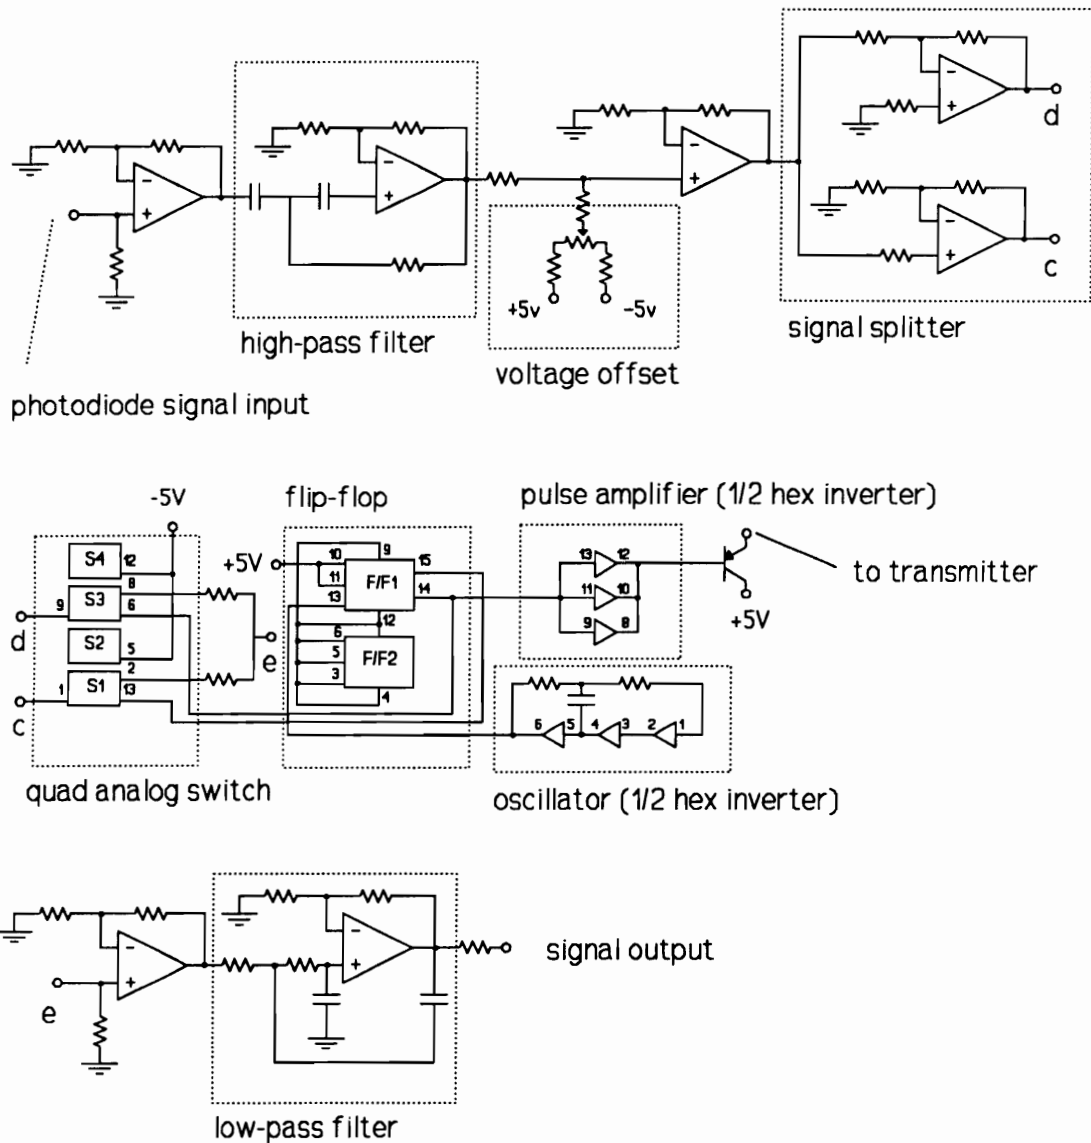 d
c
high-pass filter
+5v
-5v
voltage offset
signal splitter
photodiode signal input
-5V
flip-flop
pulse amplifier (1/2 hex inverter)
S4
12
8
S3
9
6
d
S2
5
2
S1
1
13
c
e
+5V
10
9
15
11
F/F1
13
14
12
6
F/F2
5
3
4
13
12
11
10
9
8
to transmitter
+5V
6
5
4
3
2
1
quad analog switch
oscillator (1/2 hex inverter)
signal output
e
low-pass filter
-
+
-
+
-
+
-
+
-
+
-
+
-
+